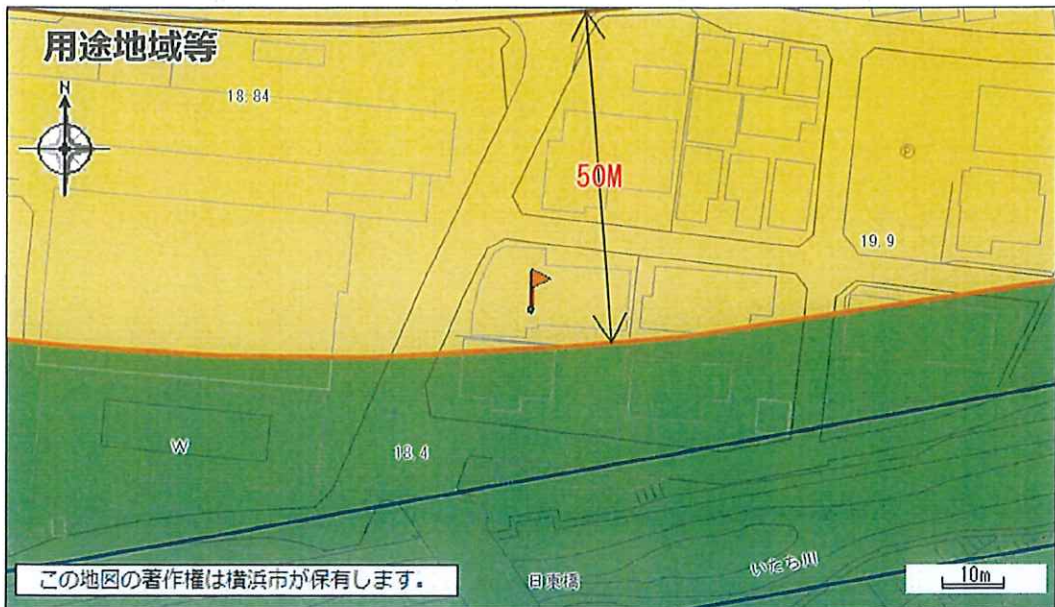 用途地域等
N
18.84
50M
Ⓟ
19.9
W
18.4
日東橋
いたち川
この地図の著作権は横浜市が保有します。
10m